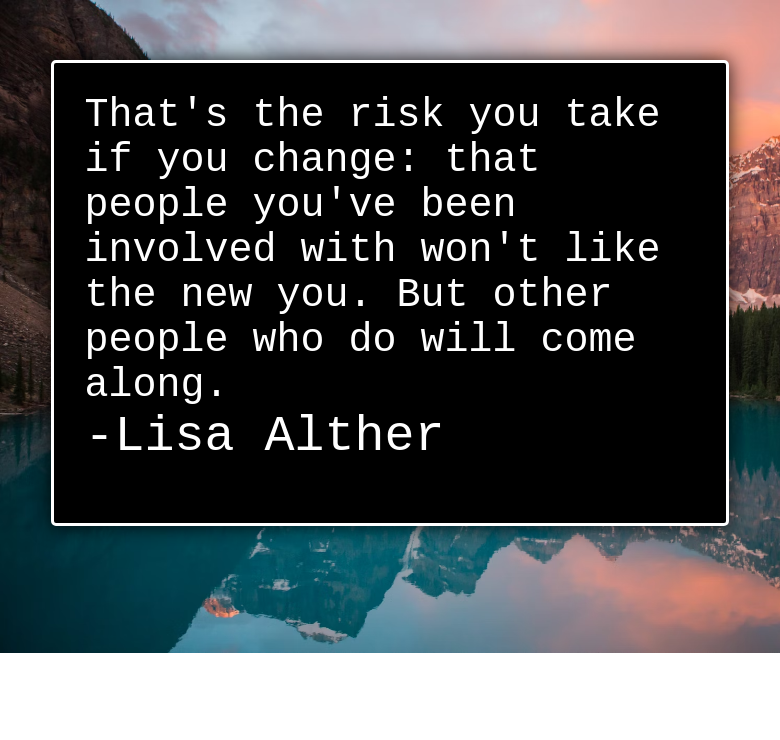 That's the risk you take
if you change: that
people you've been
involved with won't like
the new you. But other
people who do will come
along.
-Lisa Alther